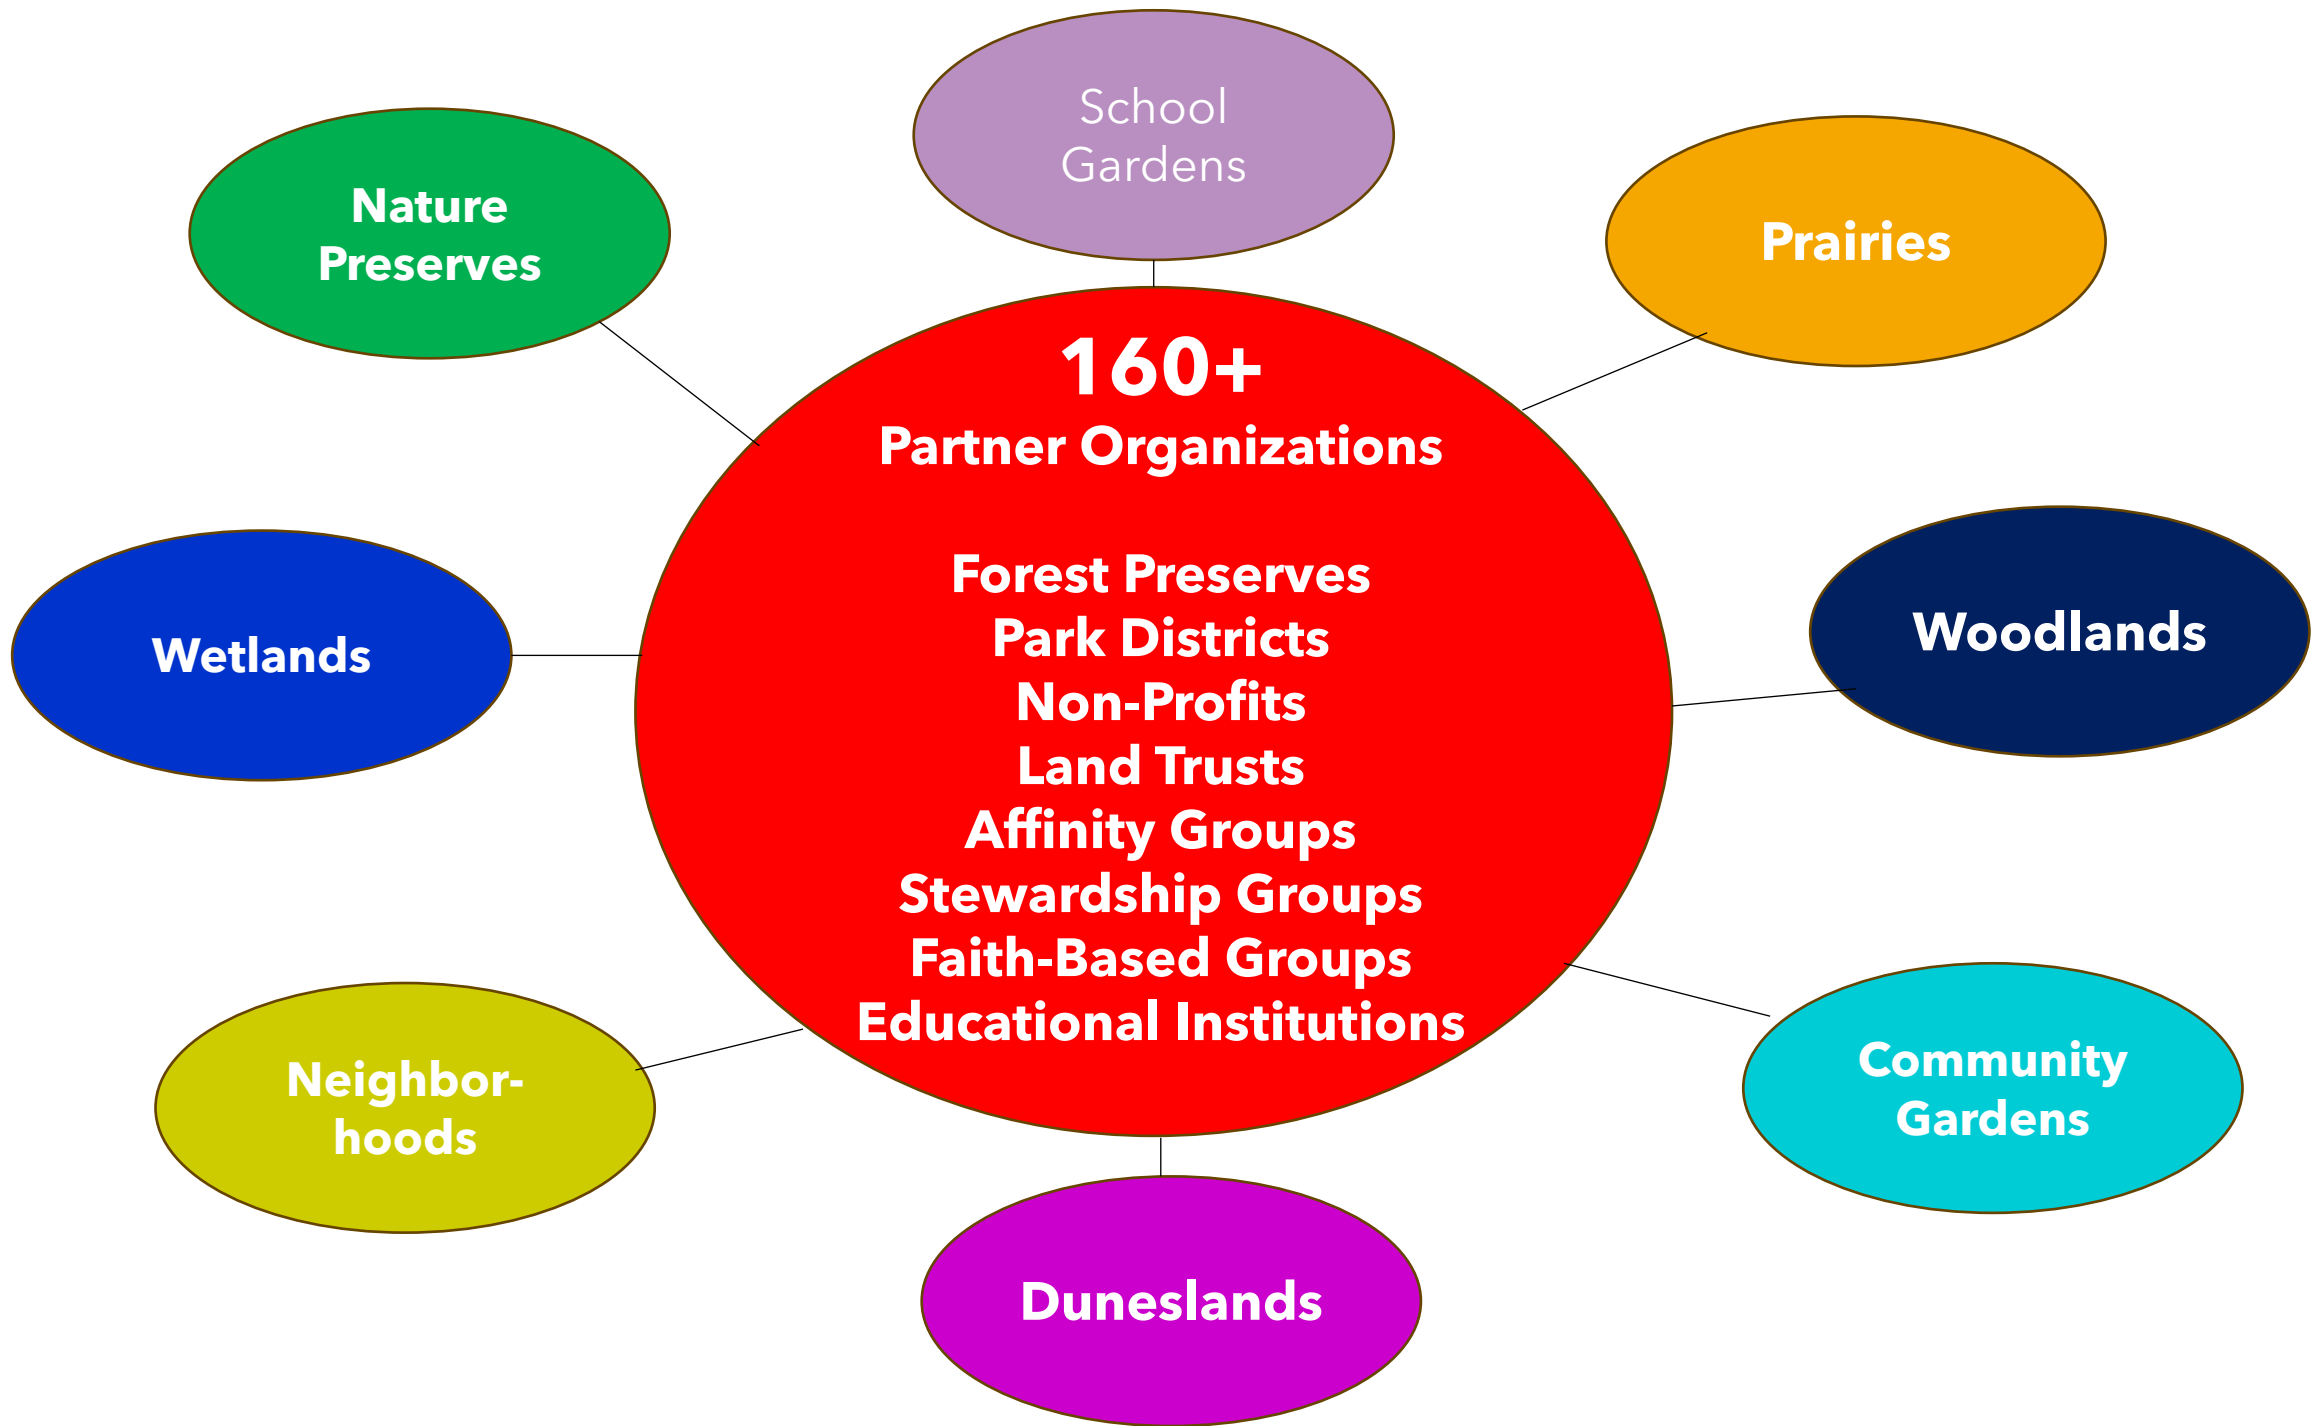 School
Gardens
Nature
Preserves
Prairies
160+
Partner Organizations
Forest Preserves
Park Districts
Non-Profits
Land Trusts
Affinity Groups
Stewardship Groups
Faith-Based Groups
Educational Institutions
Wetlands
Woodlands
Neighbor-
hoods
Community
Gardens
Duneslands